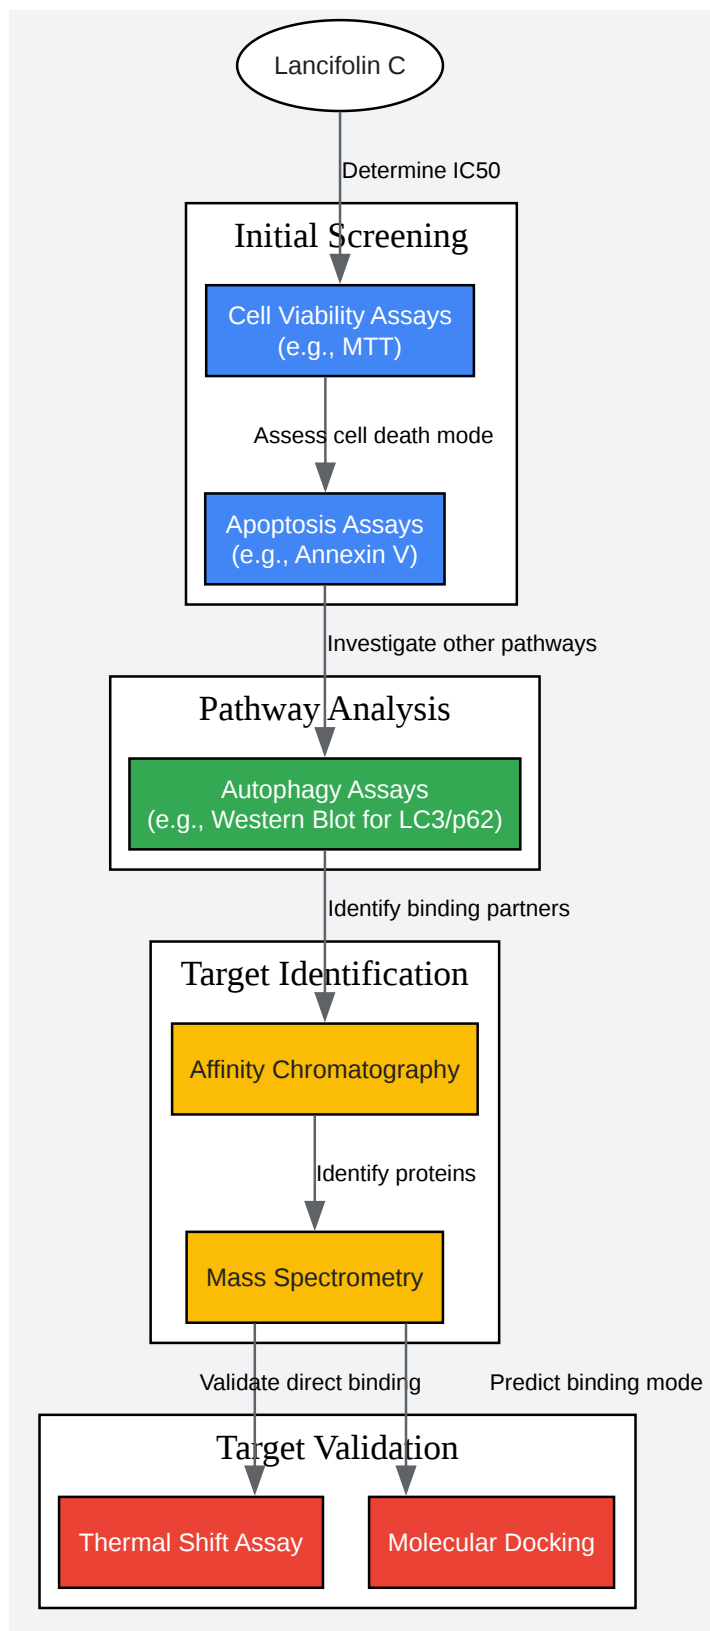 Lancifolin C
Determine IC50
Initial Screening
Cell Viability Assays
(e.g., MTT)
Assess cell death mode
Apoptosis Assays
(e.g., Annexin V)
Investigate other pathways
Pathway Analysis
Autophagy Assays
(e.g., Western Blot for LC3/p62)
Identify binding partners
Target Identification
Affinity Chromatography
Identify proteins
Mass Spectrometry
Validate direct binding
Predict binding mode
Target Validation
Thermal Shift Assay
Molecular Docking